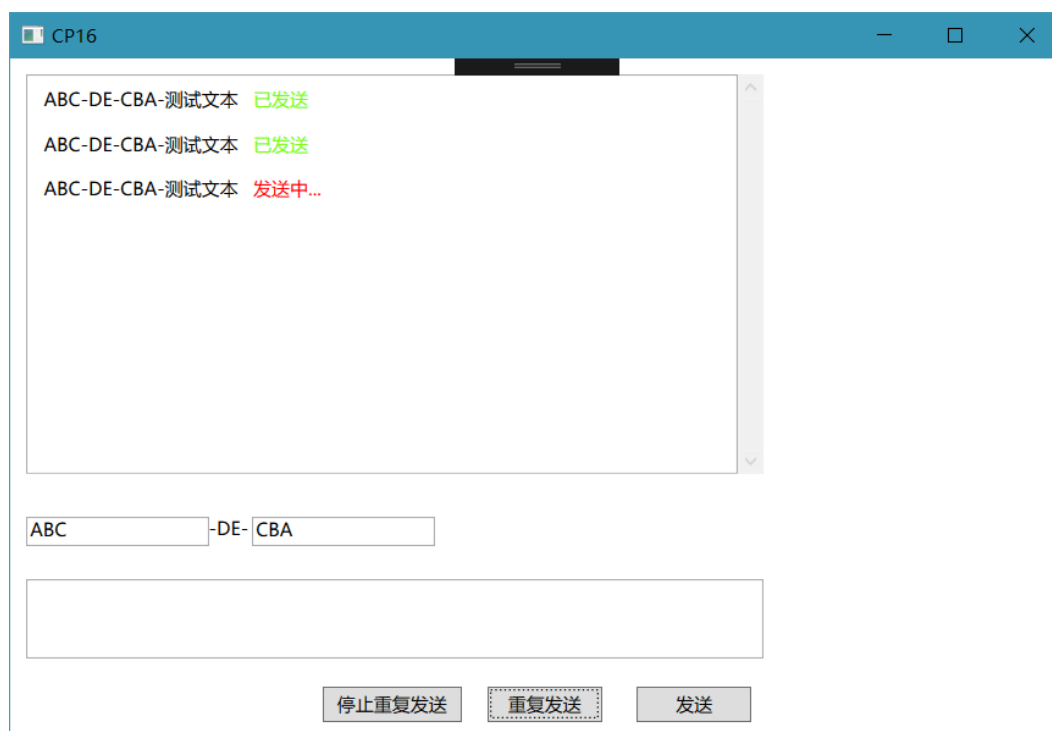 CP16
ABC-DE-CBA-测试文本 已发送
ABC-DE-CBA-测试文本 已发送
ABC-DE-CBA-测试文本 发送中...
ABC -DE- CBA
停止重复发送 重复发送 发送